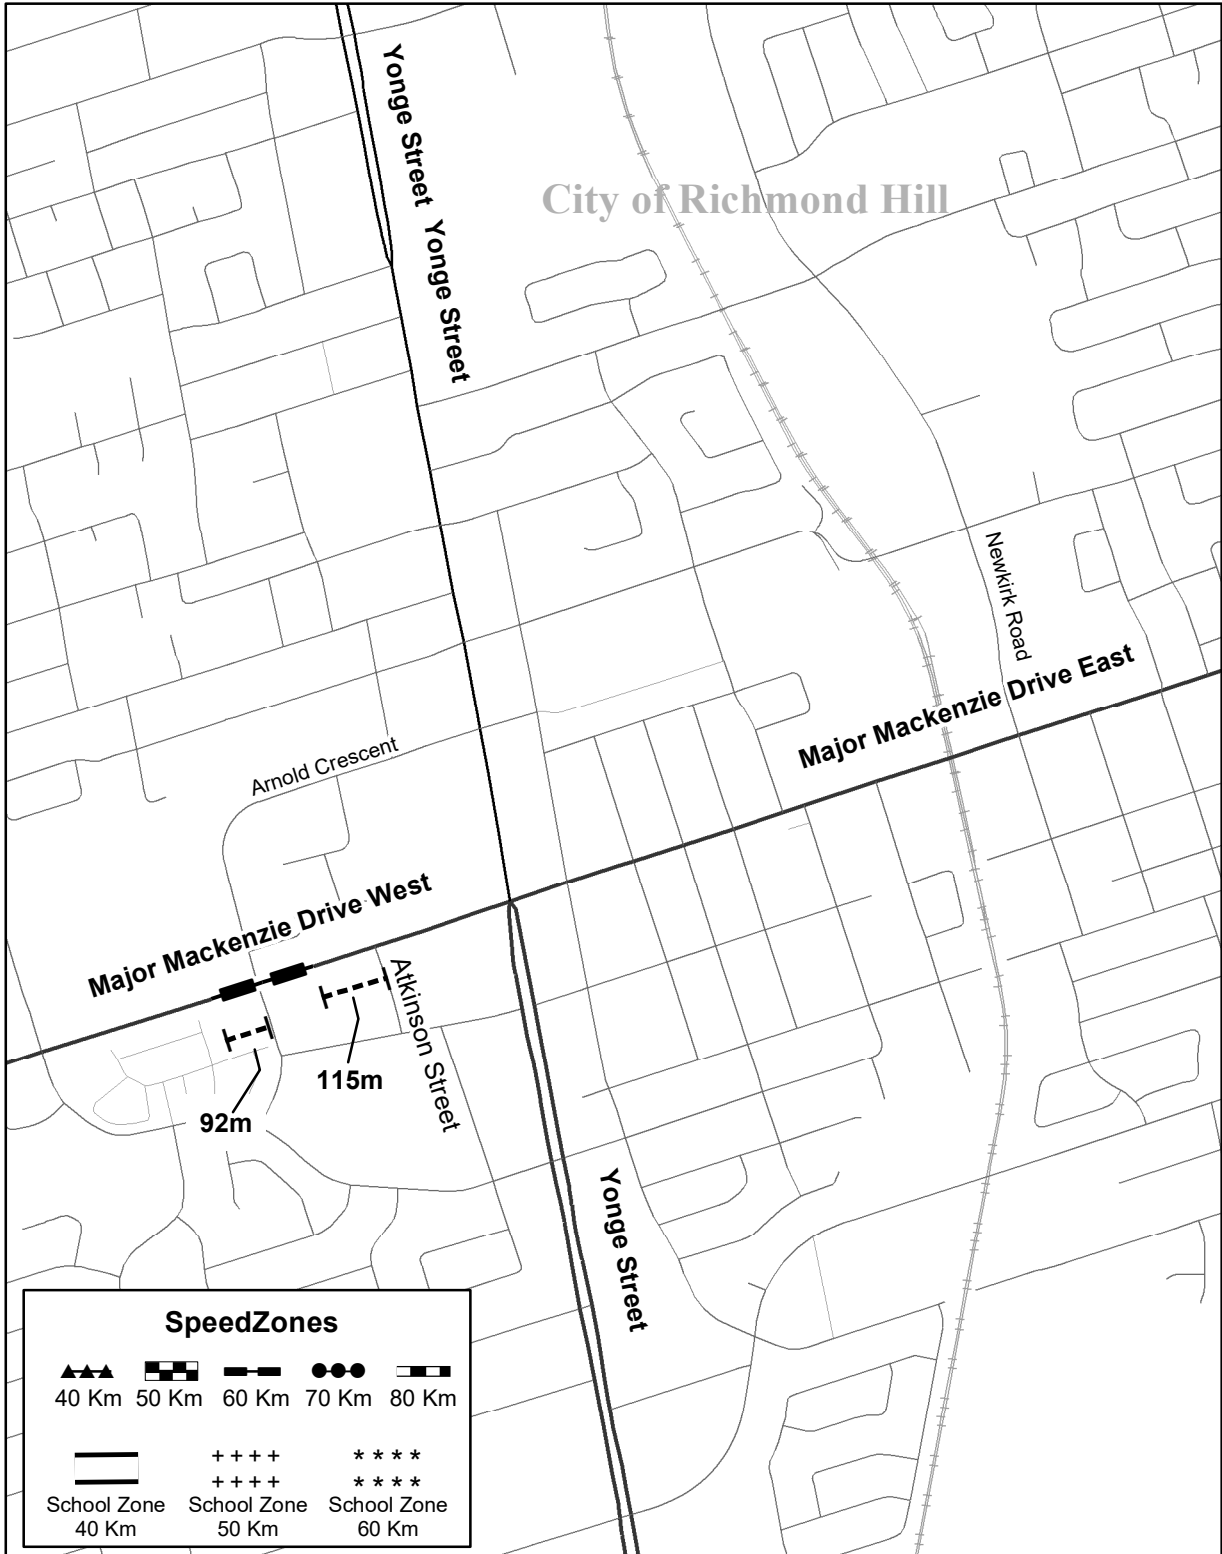 Yonge Street
City of Richmond Hill
Yonge Street
Newkirk Road
Major Mackenzie Drive East
Arnold Crescent
Major Mackenzie Drive West
Atkinson Street
115m
92m
Yonge Street
SpeedZones
40 Km 50 Km 60 Km 70 Km 80 Km
School Zone School Zone School Zone
40 Km 50 Km 60 Km